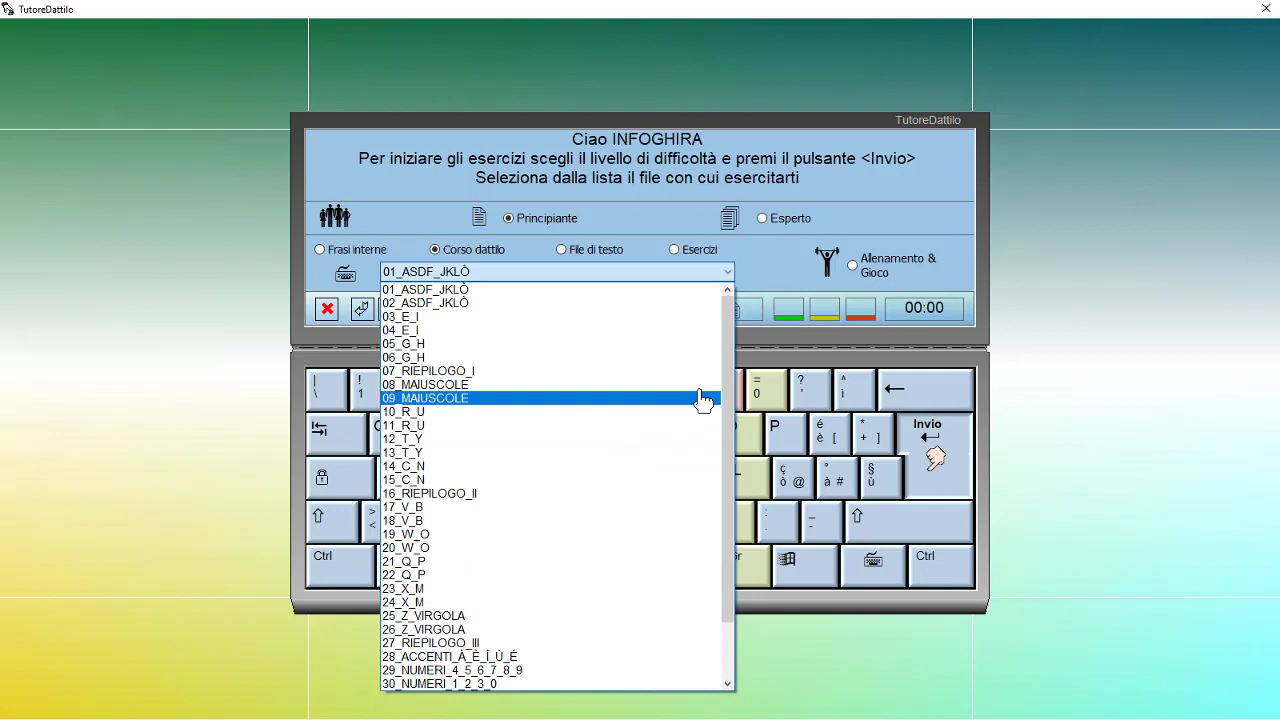 TutoreDattilo
TutoreDattilo
Ciao INFOGHIRA
Per iniziare gli esercizi scegli il livello di difficoltà e premi il pulsante <Invio>
Seleziona dalla lista il file con cui esercitarti
Principiante
Esperto
Frasi interne
Corso dattilo
File di testo
Esercizi
Allenamento &
Gioco
01_ASDF_JKLÒ
00:00
01_ASDF_JKLÒ
02_ASDF_JKLÒ
03_E_I
04_E_I
05_G_H
06_G_H
07_RIEPILOGO_I
08_MAIUSCOLE
09_MAIUSCOLE
10_R_U
11_R_U
12_T_Y
13_T_Y
14_C_N
15_C_N
16_RIEPILOGO_II
17_V_B
18_V_B
19_W_O
20_W_O
21_Q_P
22_Q_P
23_X_M
24_X_M
25_Z_VIRGOLA
26_Z_VIRGOLA
27_RIEPILOGO_III
28_ACCENTI_À_È_Ì_Ù_É
29_NUMERI_4_5_6_7_8_9
30_NUMERI_1_2_3_0
| ! = ? ^
\ 1 0 ' ì
P é * Invio
è [ + ]
ç ° §
ò @ à # ù
> : _
< . -
Ctrl Ctrl